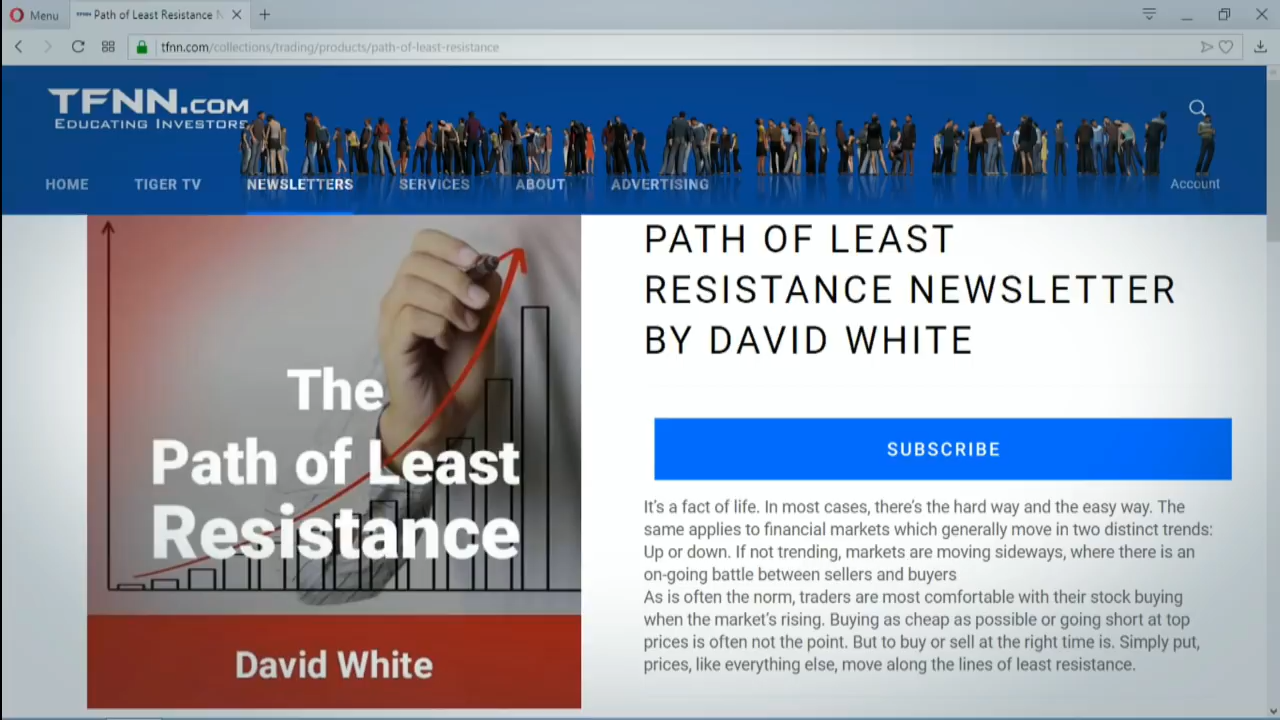 Menu
Path of Least Resistance N
tfnn.com/collections/trading/products/path-of-least-resistance
TFNN.COM
EDUCATING INVESTORS
HOME
TIGER TV
NEWSLETTERS
SERVICES
ABOUT
ADVERTISING
Account
The
Path of Least
Resistance
David White
PATH OF LEAST
RESISTANCE NEWSLETTER
BY DAVID WHITE
SUBSCRIBE
It's a fact of life. In most cases, there's the hard way and the easy way. The
same applies to financial markets which generally move in two distinct trends:
Up or down. If not trending, markets are moving sideways, where there is an
on-going battle between sellers and buyers
As is often the norm, traders are most comfortable with their stock buying
when the market's rising. Buying as cheap as possible or going short at top
prices is often not the point. But to buy or sell at the right time is. Simply put,
prices, like everything else, move along the lines of least resistance.